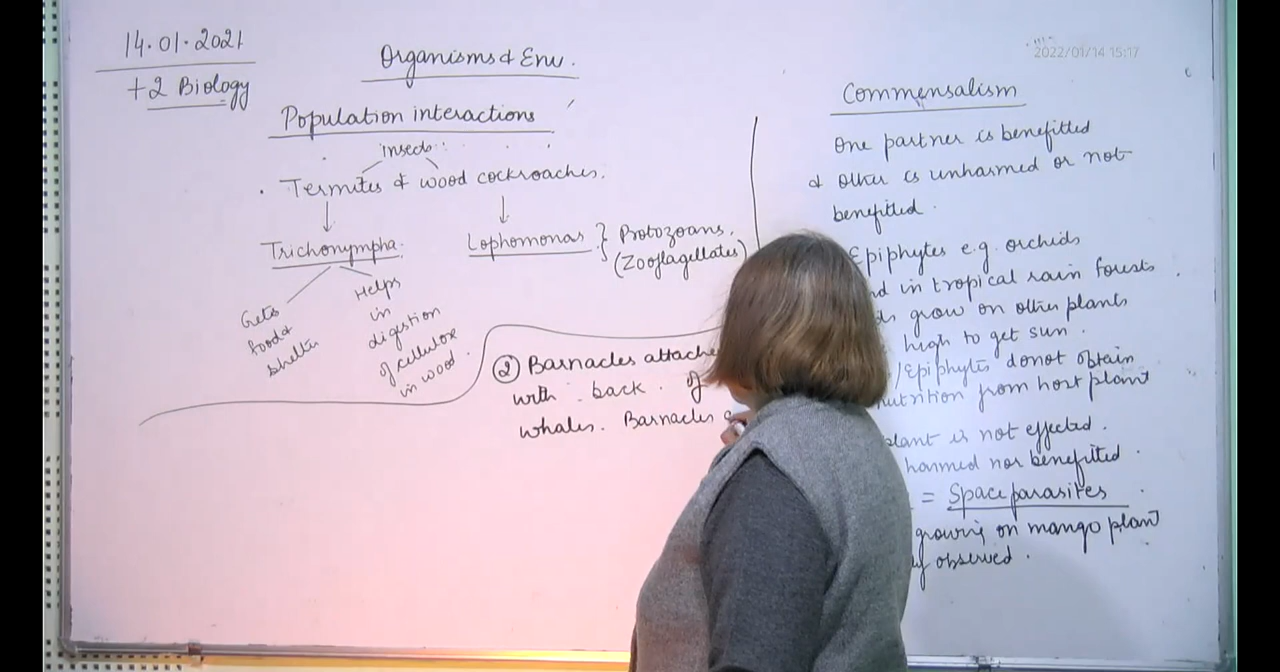 14.01.2021
+2 Biology
Organisms & Env.
2022/01/14 15:17
Population interactions
insects
Termites & wood cockroaches.
Trichonympha.
Lophomonas } Protozoans.
(Zooflagellates)
Gets
food &
shelter
Helps
in
digestion
of cellulose
in wood.
② Barnacles attache
with back of
whales. Barnacles
Commensalism
One partner is benefitted
& other is unharmed or not
benefitted.
Epiphytes e.g. orchids
nd in tropical rain forests
grow on other plants
high to get sun.
/Epiphytes donot obtain
nutrition from host plant
plant is not effected.
harmed nor benefitted.
= Space parasites
growing on mango plant
observed.